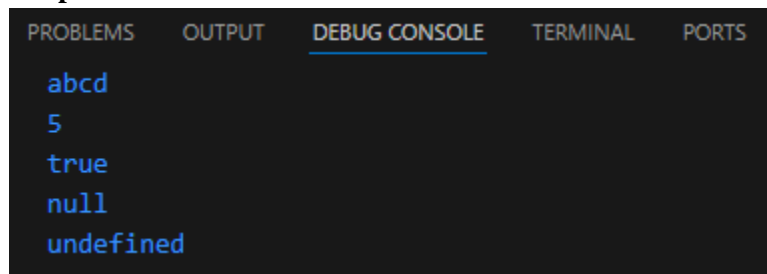 PROBLEMS OUTPUT DEBUG CONSOLE TERMINAL PORTS
abcd
5
true
null
undefined